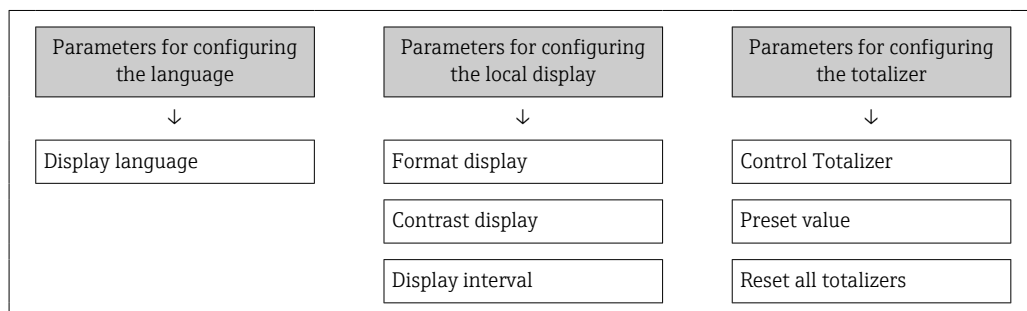 Parameters for configuring
the language
↓
Display language
Parameters for configuring
the local display
↓
Format display
Contrast display
Display interval
Parameters for configuring
the totalizer
↓
Control Totalizer
Preset value
Reset all totalizers